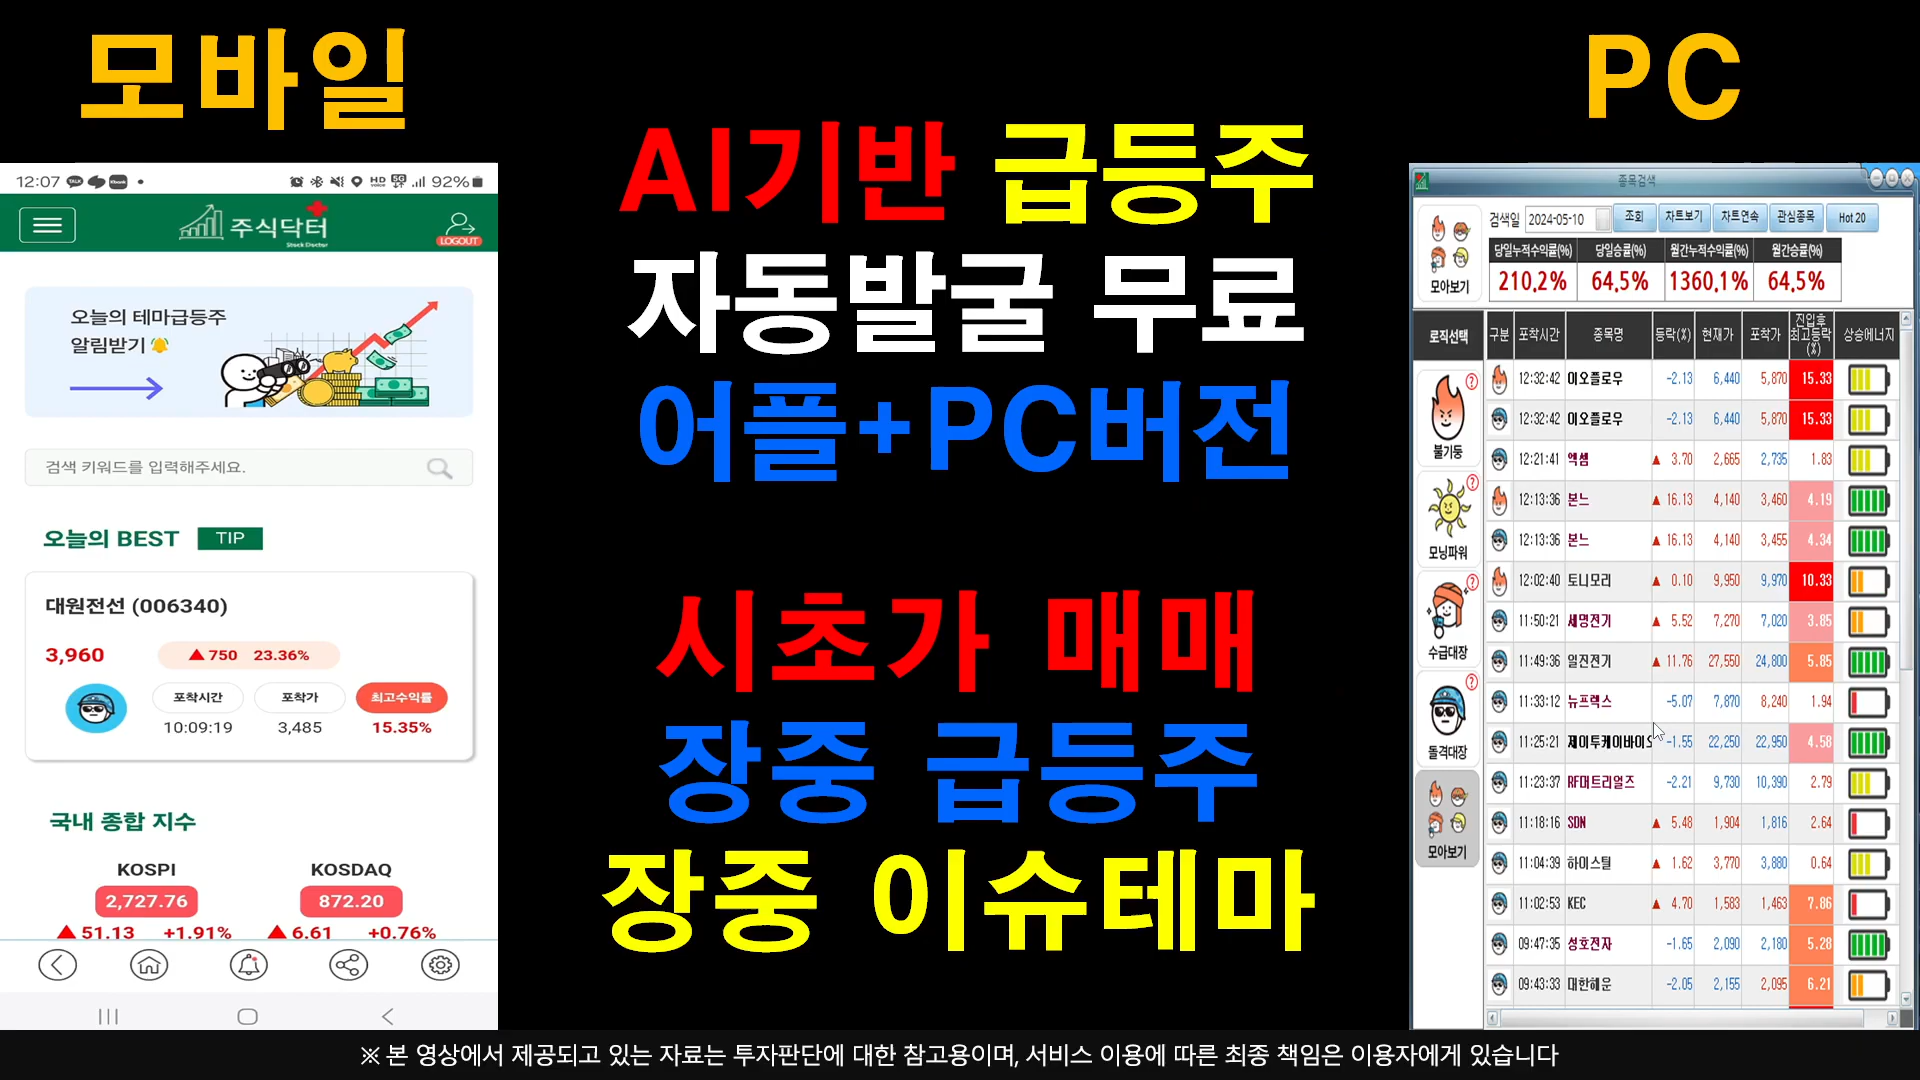 모바일
PC
AI기반 급등주
자동발굴 무료
어플+PC버전
시초가 매매
장중 급등주
장중 이슈테마
12:07
92%
주식닥터
Stock Doctor
LOGOUT
오늘의 테마급등주
알림받기
검색 키워드를 입력해주세요.
오늘의 BEST TIP
대원전선 (006340)
3,960 ▲ 750 23.36%
포착시간 포착가 최고수익률
10:09:19 3,485 15.35%
국내 종합 지수
KOSPI KOSDAQ
2,727.76 872.20
▲ 51.13 +1.91% ▲ 6.61 +0.76%
종목검색
검색일 2024-05-10 조회 차트보기 차트연속 관심종목 Hot 20
당일누적수익률(%) 당일승률(%) 월간누적수익률(%) 월간승률(%)
210,2% 64,5% 1360,1% 64,5%
모아보기
로직선택
불기둥
모닝파워
수급대장
돌격대장
모아보기
구분 포착시간 종목명 등락(%) 현재가 포착가 진입후최고등락(%) 상승에너지
12:32:42 이오플로우 -2.13 6,440 5,870 15.33
12:32:42 이오플로우 -2.13 6,440 5,870 15.33
12:21:41 엑셈 ▲ 3.70 2,665 2,735 1.83
12:13:36 본느 ▲ 16.13 4,140 3,460 4.19
12:13:36 본느 ▲ 16.13 4,140 3,455 4.34
12:02:40 토니모리 ▲ 0.10 9,950 9,970 10.33
11:50:21 세명전기 ▲ 5.52 7,270 7,020 3.85
11:49:36 일진전기 ▲ 11.76 27,550 24,800 5.85
11:33:12 뉴프렉스 -5.07 7,870 8,240 1.94
11:25:21 제이투케이바이오 -1.55 22,250 22,950 4.58
11:23:37 RF머트리얼즈 -2.21 9,730 10,390 2.79
11:18:16 SDN ▲ 5.48 1,904 1,816 2.64
11:04:39 하이스틸 ▲ 1.62 3,770 3,880 0.64
11:02:53 KEC ▲ 4.70 1,583 1,463 7.86
09:47:35 성호전자 -1.65 2,090 2,180 5.28
09:43:33 대한해운 -2.05 2,155 2,095 6.21
※ 본 영상에서 제공되고 있는 자료는 투자판단에 대한 참고용이며, 서비스 이용에 따른 최종 책임은 이용자에게 있습니다